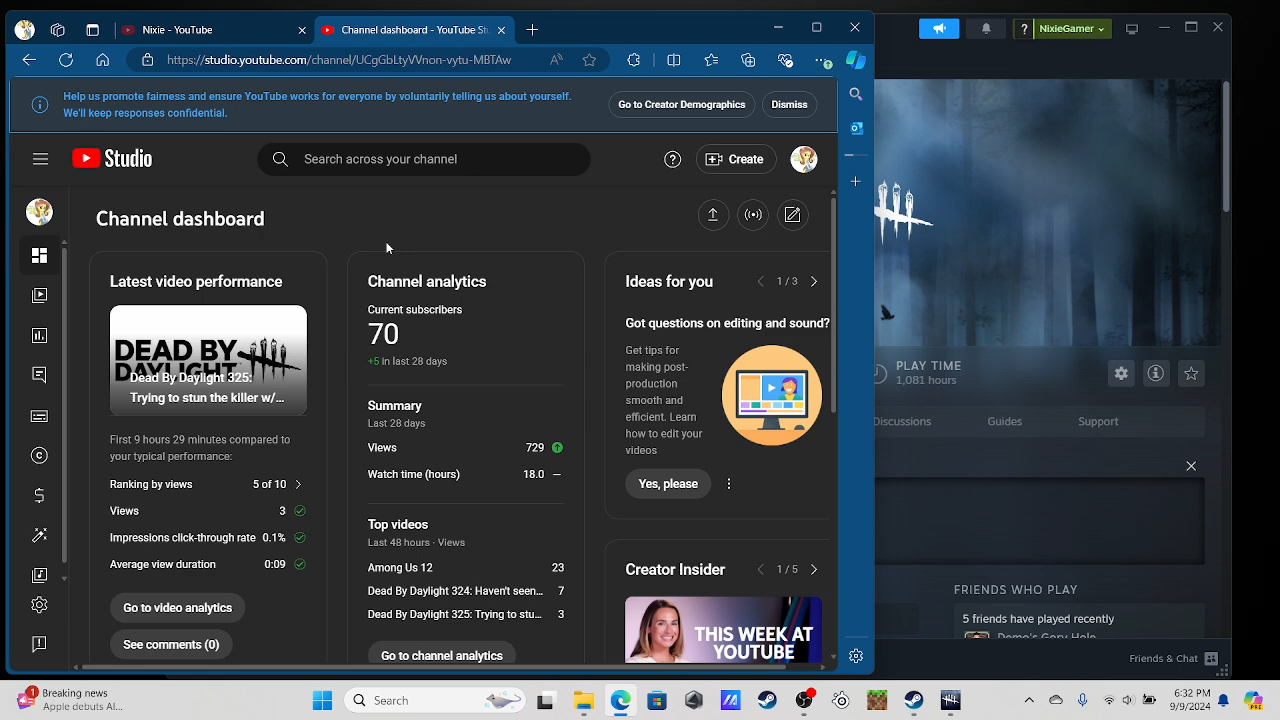 Nixie - YouTube
Channel dashboard - YouTube St
? NixieGamer
https://studio.youtube.com/channel/UCgGbLtyVVnon-vytu-MBTAw
Help us promote fairness and ensure YouTube works for everyone by voluntarily telling us about yourself.
We'll keep responses confidential.
Go to Creator Demographics
Dismiss
Studio
Search across your channel
Create
Channel dashboard
Latest video performance
DEAD BY
DAYLIGHT
Dead By Daylight 325:
Trying to stun the killer w/...
First 9 hours 29 minutes compared to
your typical performance:
Ranking by views 5 of 10
Views 3
Impressions click-through rate 0.1%
Average view duration 0:09
Go to video analytics
See comments (0)
Channel analytics
Current subscribers
70
+5 in last 28 days
Summary
Last 28 days
Views 729
Watch time (hours) 18.0 —
Top videos
Last 48 hours · Views
Among Us 12 23
Dead By Daylight 324: Haven't seen... 7
Dead By Daylight 325: Trying to stu... 3
Go to channel analytics
Ideas for you
1 / 3
Got questions on editing and sound?
Get tips for
making post-
production
smooth and
efficient. Learn
how to edit your
videos
Yes, please
Creator Insider
1 / 5
THIS WEEK AT
YOUTUBE
PLAY TIME
1,081 hours
Discussions
Guides
Support
FRIENDS WHO PLAY
5 friends have played recently
Demo's Gory Hole
Friends & Chat
1
Breaking news
Apple debuts AI...
Search
6:32 PM
9/9/2024
PRE